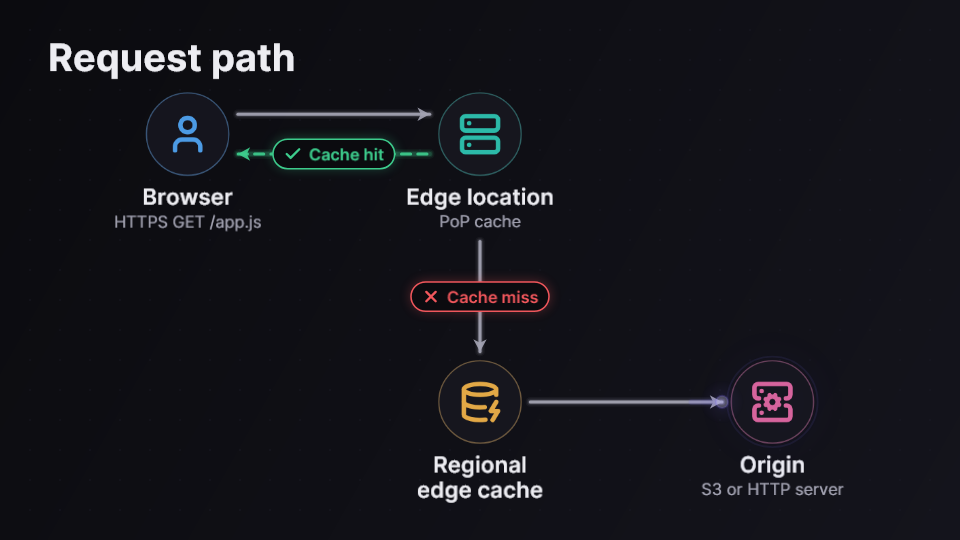 Request path
Cache hit
Browser
HTTPS GET /app.js
Edge location
PoP cache
Cache miss
Regional
edge cache
Origin
S3 or HTTP server